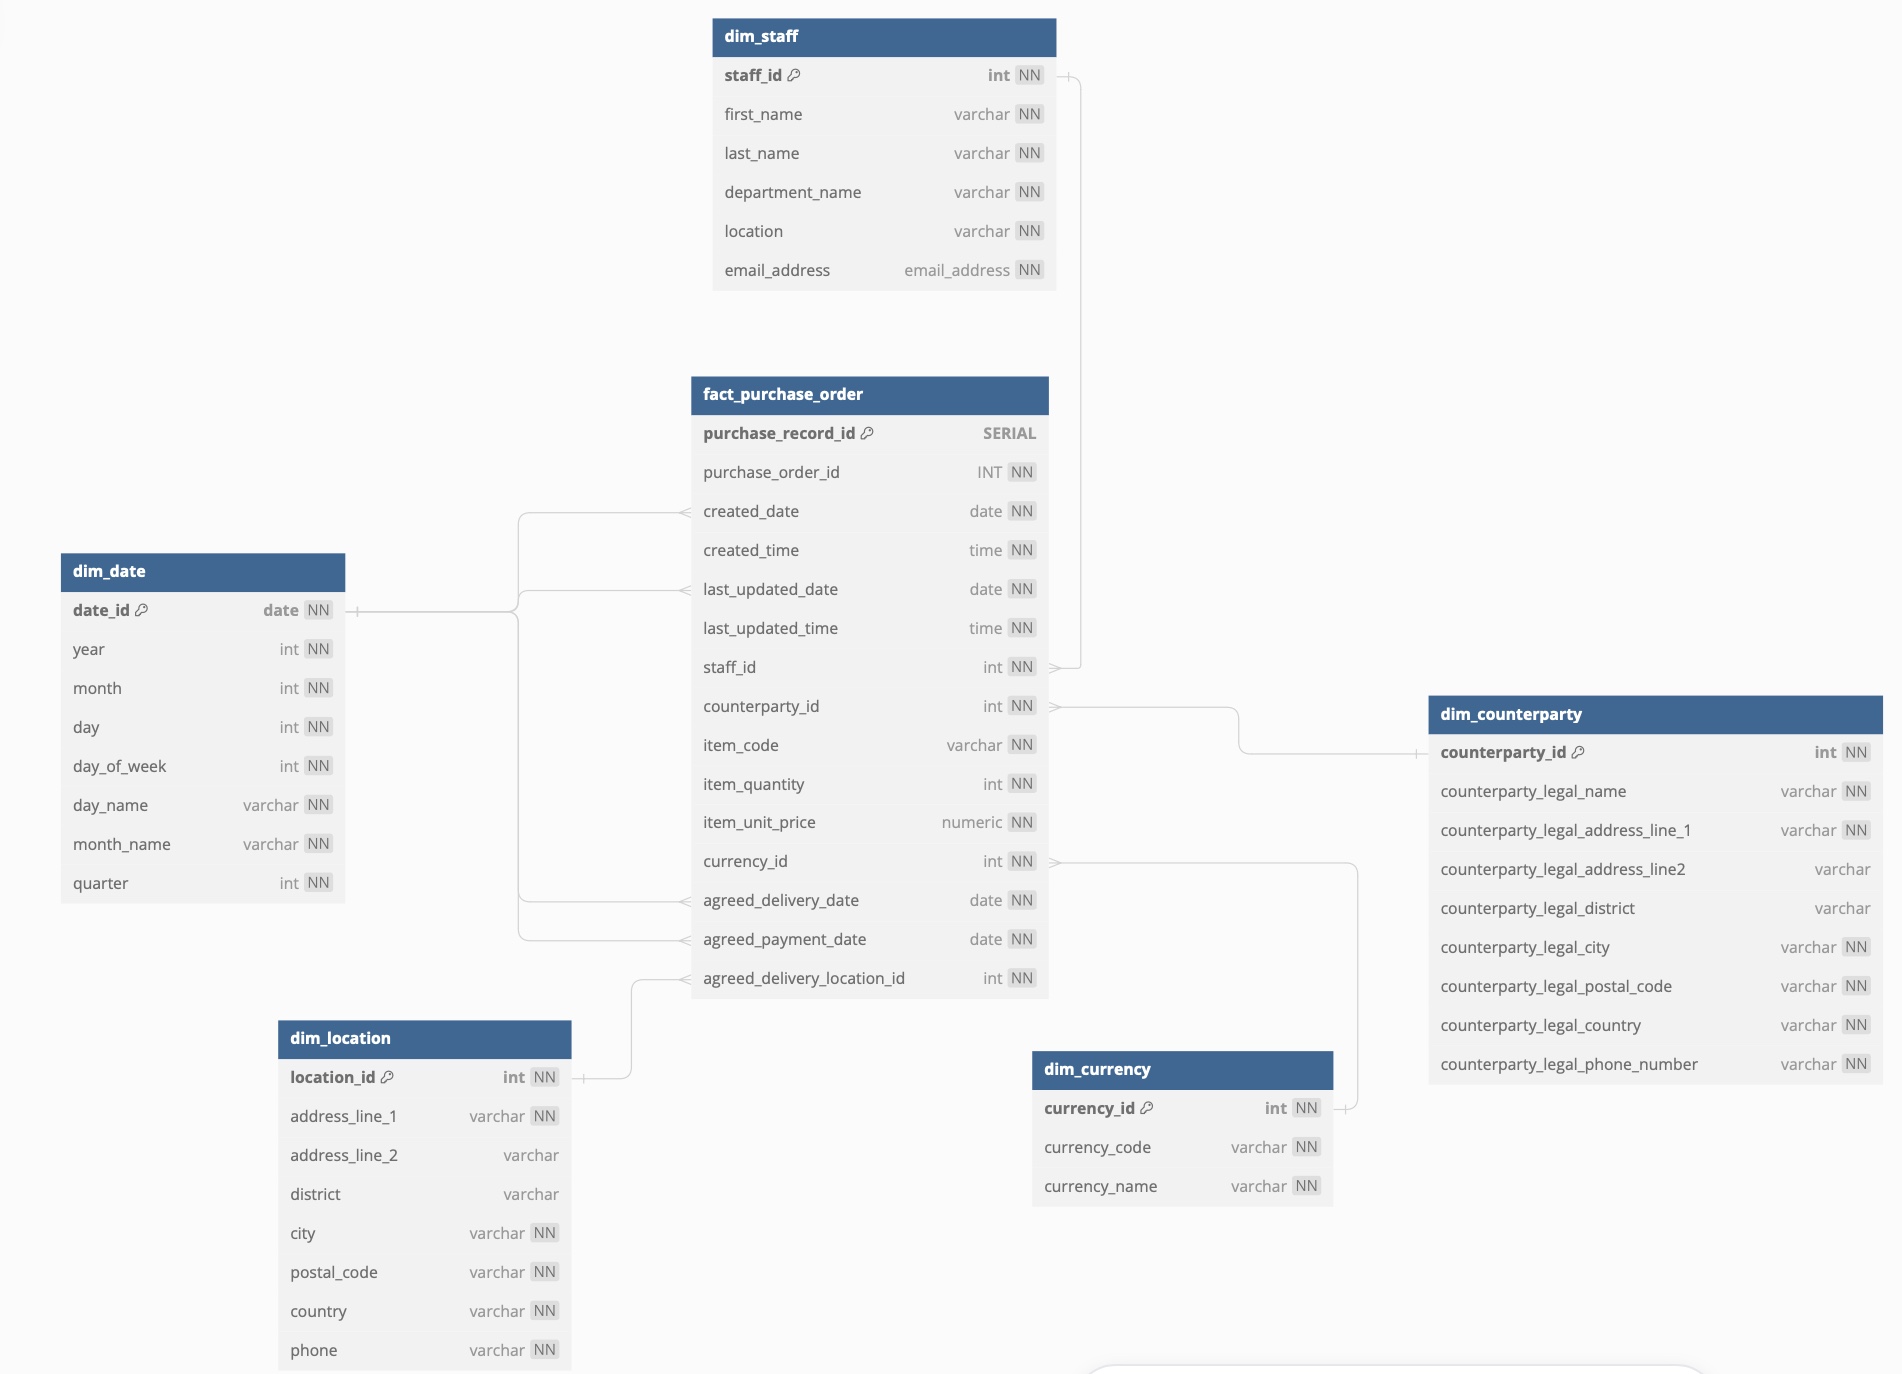 dim_staff
staff_id int NN
first_name varchar NN
last_name varchar NN
department_name varchar NN
location varchar NN
email_address email_address NN
fact_purchase_order
purchase_record_id SERIAL
purchase_order_id INT NN
created_date date NN
created_time time NN
last_updated_date date NN
last_updated_time time NN
staff_id int NN
counterparty_id int NN
item_code varchar NN
item_quantity int NN
item_unit_price numeric NN
currency_id int NN
agreed_delivery_date date NN
agreed_payment_date date NN
agreed_delivery_location_id int NN
dim_date
date_id date NN
year int NN
month int NN
day int NN
day_of_week int NN
day_name varchar NN
month_name varchar NN
quarter int NN
dim_counterparty
counterparty_id int NN
counterparty_legal_name varchar NN
counterparty_legal_address_line_1 varchar NN
counterparty_legal_address_line2 varchar
counterparty_legal_district varchar
counterparty_legal_city varchar NN
counterparty_legal_postal_code varchar NN
counterparty_legal_country varchar NN
counterparty_legal_phone_number varchar NN
dim_location
location_id int NN
address_line_1 varchar NN
address_line_2 varchar
district varchar
city varchar NN
postal_code varchar NN
country varchar NN
phone varchar NN
dim_currency
currency_id int NN
currency_code varchar NN
currency_name varchar NN